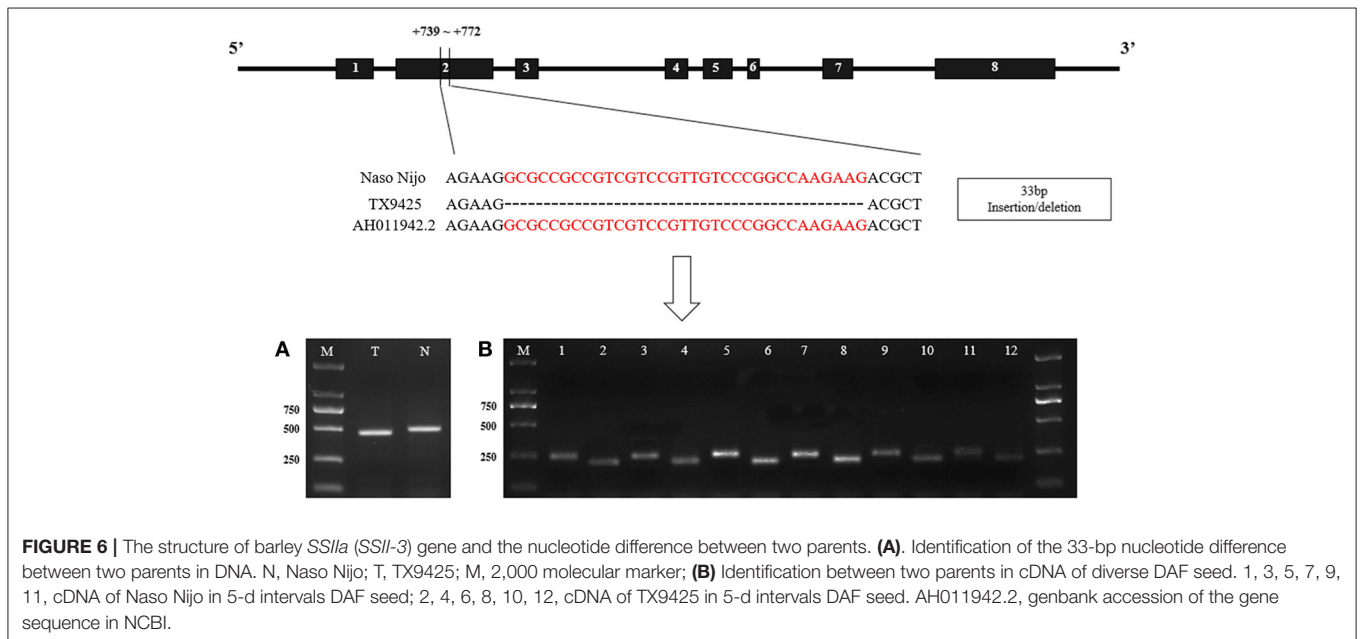 +739 ~ +772
5’ 3’
1 2 3 4 5 6 7 8
Naso Nijo AGAAGGCGCCGCCGTCGTCCGTTGTCCCGGCCAAGAAGACGCT
TX9425 AGAAG------------------------------------------ACGCT
AH011942.2 AGAAGGCGCCGCCGTCGTCCGTTGTCCCGGCCAAGAAGACGCT
33bp
Insertion/deletion
A M T N
750
500
250
B M 1 2 3 4 5 6 7 8 9 10 11 12
750
500
250
FIGURE 6 | The structure of barley SSIIa (SSII-3) gene and the nucleotide difference between two parents. (A). Identification of the 33-bp nucleotide difference
between two parents in DNA. N, Naso Nijo; T, TX9425; M, 2,000 molecular marker; (B) Identification between two parents in cDNA of diverse DAF seed. 1, 3, 5, 7, 9,
11, cDNA of Naso Nijo in 5-d intervals DAF seed; 2, 4, 6, 8, 10, 12, cDNA of TX9425 in 5-d intervals DAF seed. AH011942.2, genbank accession of the gene
sequence in NCBI.